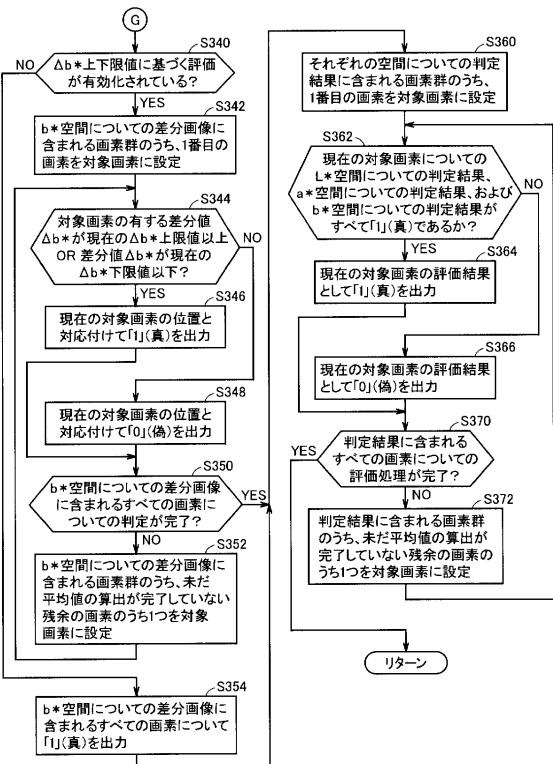 G
S340
NO
Δb*上下限値に基づく評価
が有効化されている?
YES
S342
b*空間についての差分画像に
含まれる画素群のうち、1番目の
画素を対象画素に設定
S344
対象画素の有する差分値
Δb*が現在のΔb*上限値以上
OR 差分値Δb*が現在の
Δb*下限値以下?
NO
YES
S346
現在の対象画素の位置と
対応付けて「1」(真)を出力
S348
現在の対象画素の位置と
対応付けて「0」(偽)を出力
S350
b*空間についての差分画像
に含まれるすべての画素に
ついての判定が完了?
YES
NO
S352
b*空間についての差分画像に
含まれる画素群のうち、未だ
平均値の算出が完了していない
残余の画素のうち1つを対象
画素に設定
S354
b*空間についての差分画像に
含まれるすべての画素について
「1」(真)を出力
S360
それぞれの空間についての判定
結果に含まれる画素群のうち、
1番目の画素を対象画素に設定
S362
現在の対象画素についての
L*空間についての判定結果、
a*空間についての判定結果、および
b*空間についての判定結果が
すべて「1」(真)であるか?
NO
YES
S364
現在の対象画素の評価結果
として「1」(真)を出力
S366
現在の対象画素の評価結果
として「0」(偽)を出力
S370
YES
判定結果に含まれる
すべての画素についての
評価処理が完了?
NO
S372
判定結果に含まれる画素群
のうち、未だ平均値の算出が
完了していない残余の画素の
うち1つを対象画素に設定
リターン